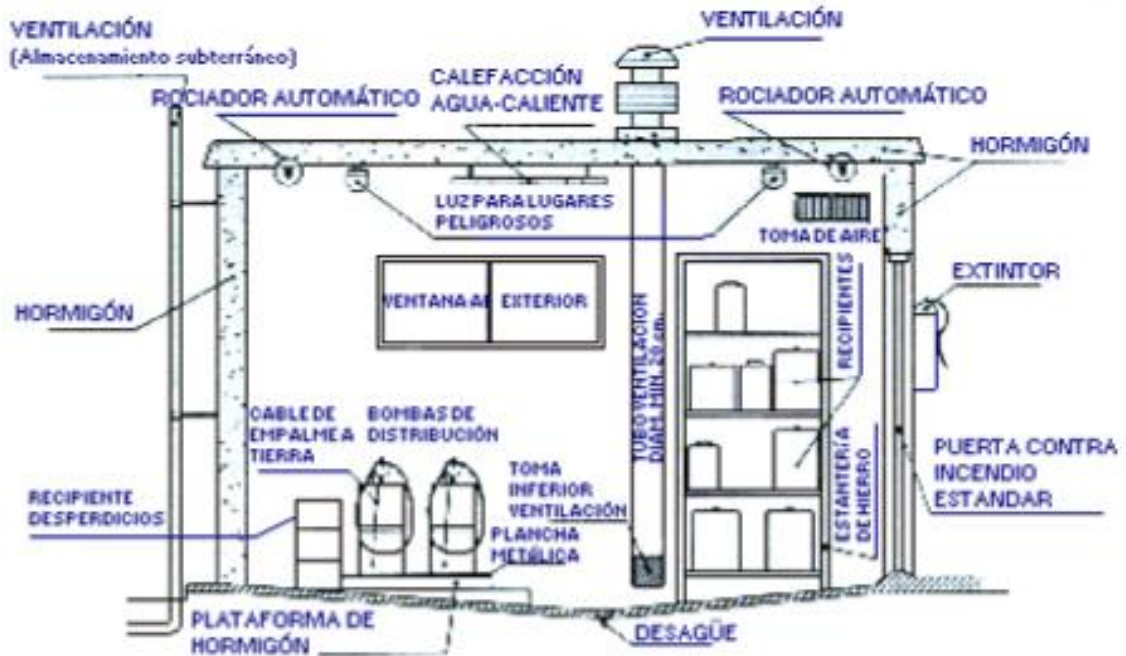 VENTILACIÓN
(Almacenamiento subterráneo)
VENTILACIÓN
CALEFACCIÓN
AGUA-CALIENTE
ROCIADOR AUTOMÁTICO
ROCIADOR AUTOMÁTICO
HORMIGÓN
LUZ PARA LUGARES
PELIGROSOS
TOMA DE AIRE
EXTINTOR
VENTANA AL EXTERIOR
HORMIGÓN
TUBO VENTILACION
DIAM. MIN. 20 cm.
RECIPIENTES
CABLE DE
EMPALME A
TIERRA
BOMBAS DE
DISTRIBUCIÓN
TOMA
INFERIOR
VENTILACIÓN
ESTANTERÍA
DE HIERRO
PUERTA CONTRA
INCENDIO
ESTANDAR
RECIPIENTE
DESPERDICIOS
PLANCHA
METÁLICA
PLATAFORMA DE
HORMIGÓN
DESAGÜE